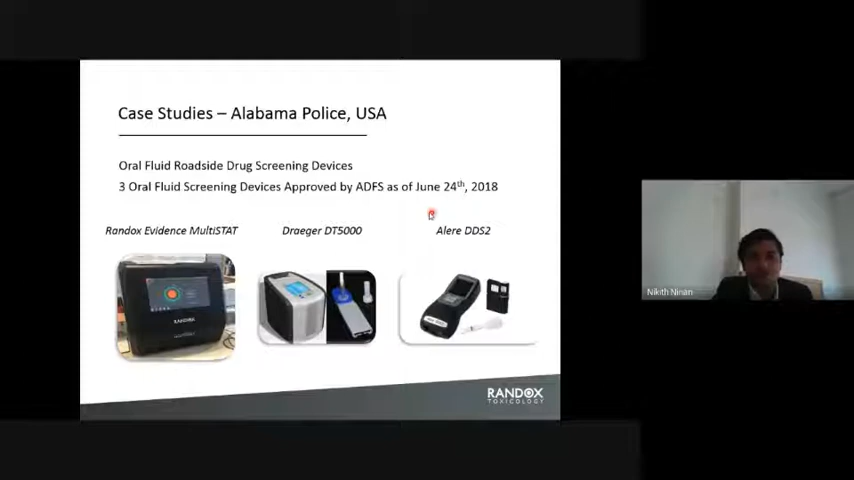 Case Studies – Alabama Police, USA
Oral Fluid Roadside Drug Screening Devices
3 Oral Fluid Screening Devices Approved by ADFS as of June 24th, 2018
Randox Evidence MultiSTAT
Draeger DT5000
Alere DDS2
RANDOX
RANDOX
TOXICOLOGY
Nikith Ninan